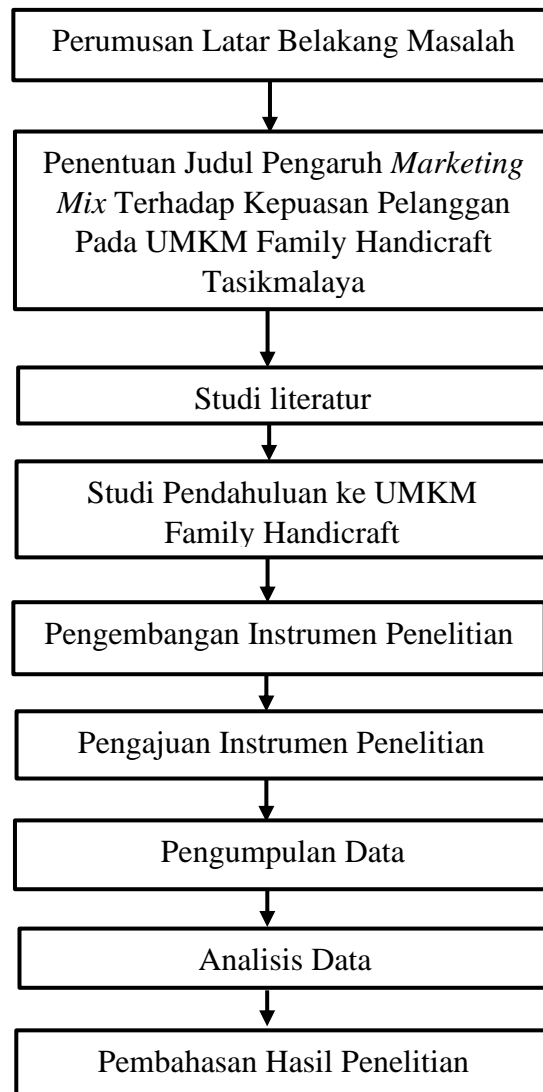 Perumusan Latar Belakang Masalah
Penentuan Judul Pengaruh Marketing
Mix Terhadap Kepuasan Pelanggan
Pada UMKM Family Handicraft
Tasikmalaya
Studi literatur
Studi Pendahuluan ke UMKM
Family Handicraft
Pengembangan Instrumen Penelitian
Pengajuan Instrumen Penelitian
Pengumpulan Data
Analisis Data
Pembahasan Hasil Penelitian